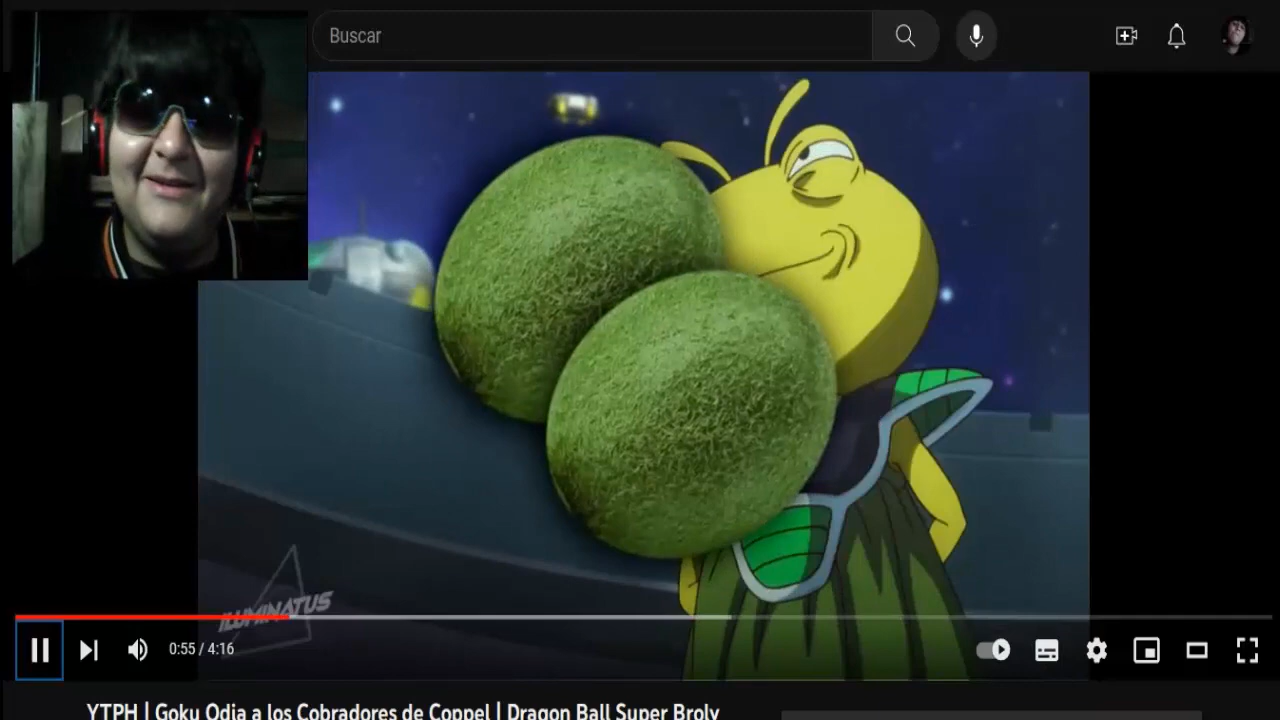 Buscar
ILUMINATUS
0:55 / 4:16
YTPH | Goku Odia a los Cobradores de Coppel | Dragon Ball Super Broly